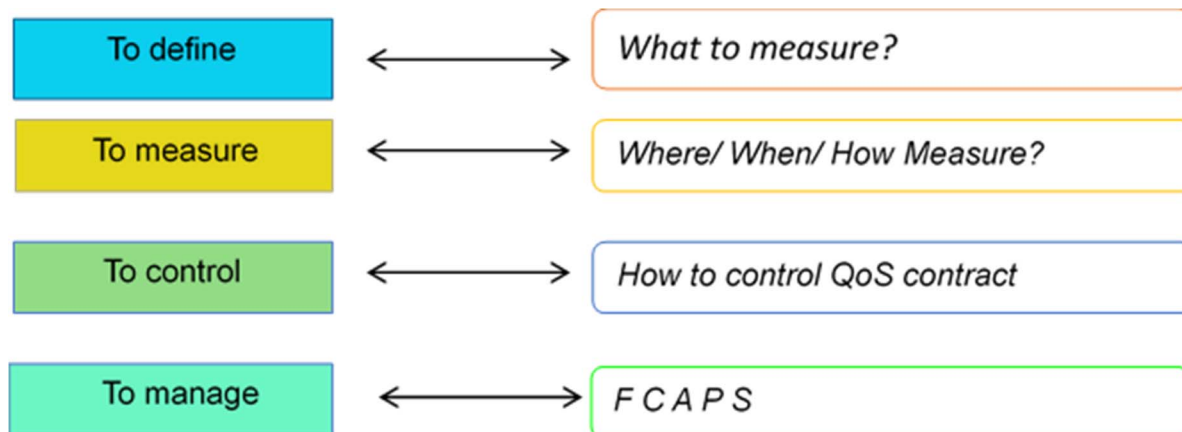 To define
What to measure?
To measure
Where/ When/ How Measure?
To control
How to control QoS contract
To manage
F C A P S